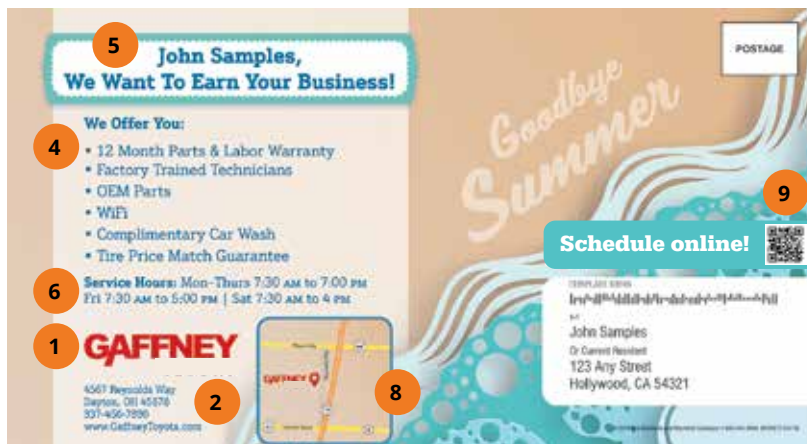 5
John Samples,
We Want To Earn Your Business!
We Offer You:
4
• 12 Month Parts & Labor Warranty
• Factory Trained Technicians
• OEM Parts
• WiFi
• Complimentary Car Wash
• Tire Price Match Guarantee
6
Service Hours: Mon-Thurs 7:30 AM to 7:00 PM
Fri 7:30 AM to 5:00 PM | Sat 7:30 AM to 4 PM
1
GAFFNEY
2
4567 Reynolds Way
Dayton, OH 45878
937-456-7890
www.GaffneyToyota.com
GAFFNEY
8
Goodbye
Summer
POSTAGE
9
Schedule online!
John Samples
Or Current Resident
123 Any Street
Hollywood, CA 54321